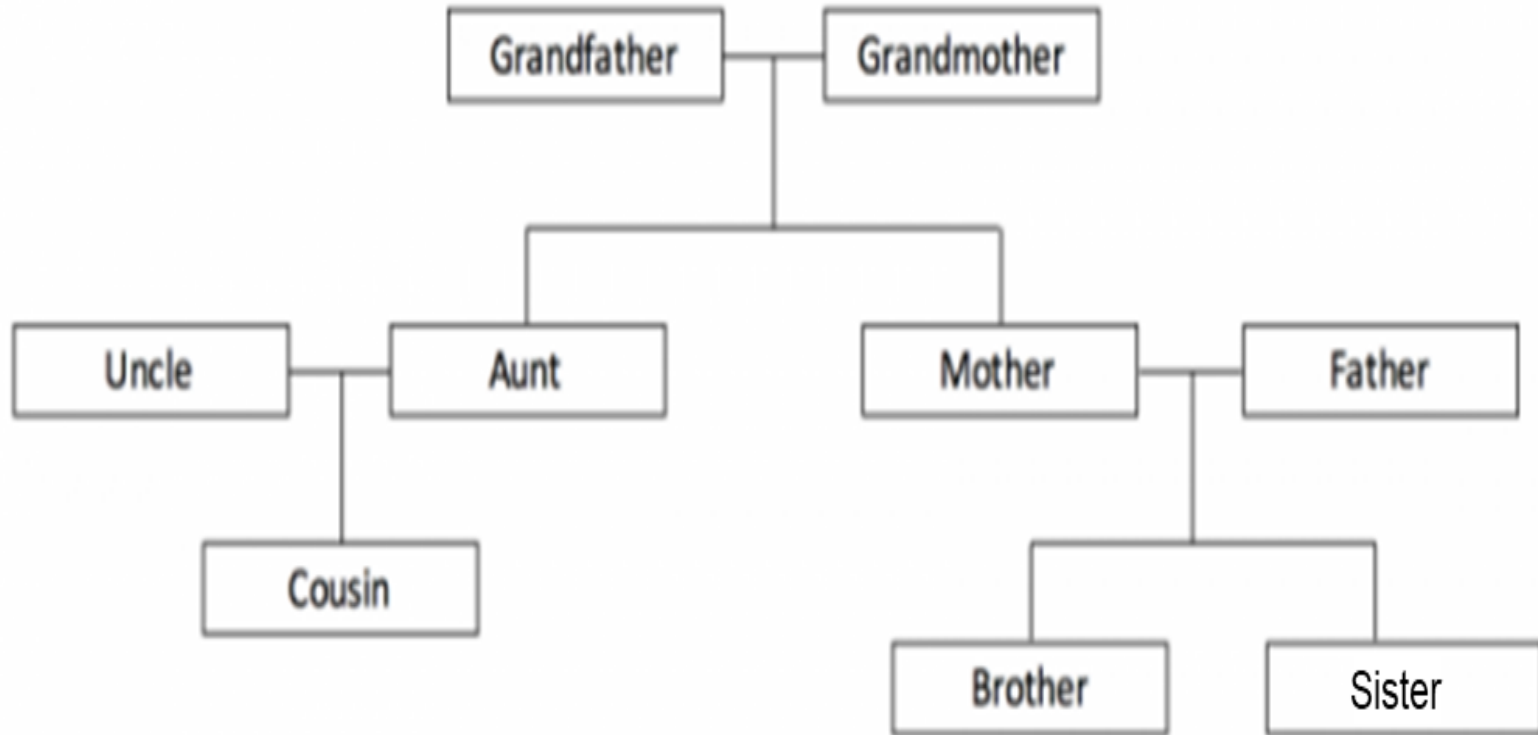 Grandfather
Grandmother
Uncle
Aunt
Mother
Father
Cousin
Brother
Sister